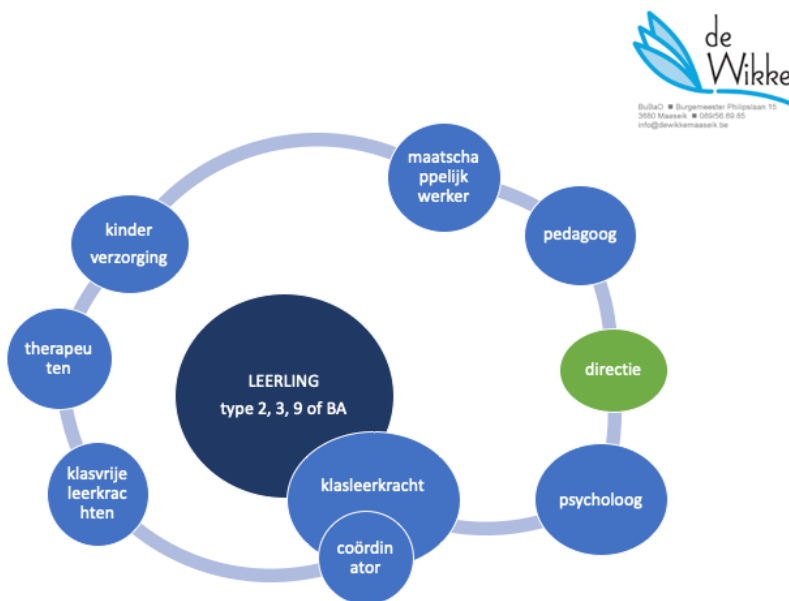 de
Wikke
BuBaO ■ Burgemeester Philipslaan 15
3680 Maaseik ■ 089/56 69 85
info@dewikkemaaseik.be
maatscha
ppelijk
werker
kinder
verzorging
pedagoog
therapeu
ten
directie
LEERLING
type 2, 3, 9 of BA
klasvrije
leerkrac
hten
klasleerkracht
psycholoog
coördin
ator